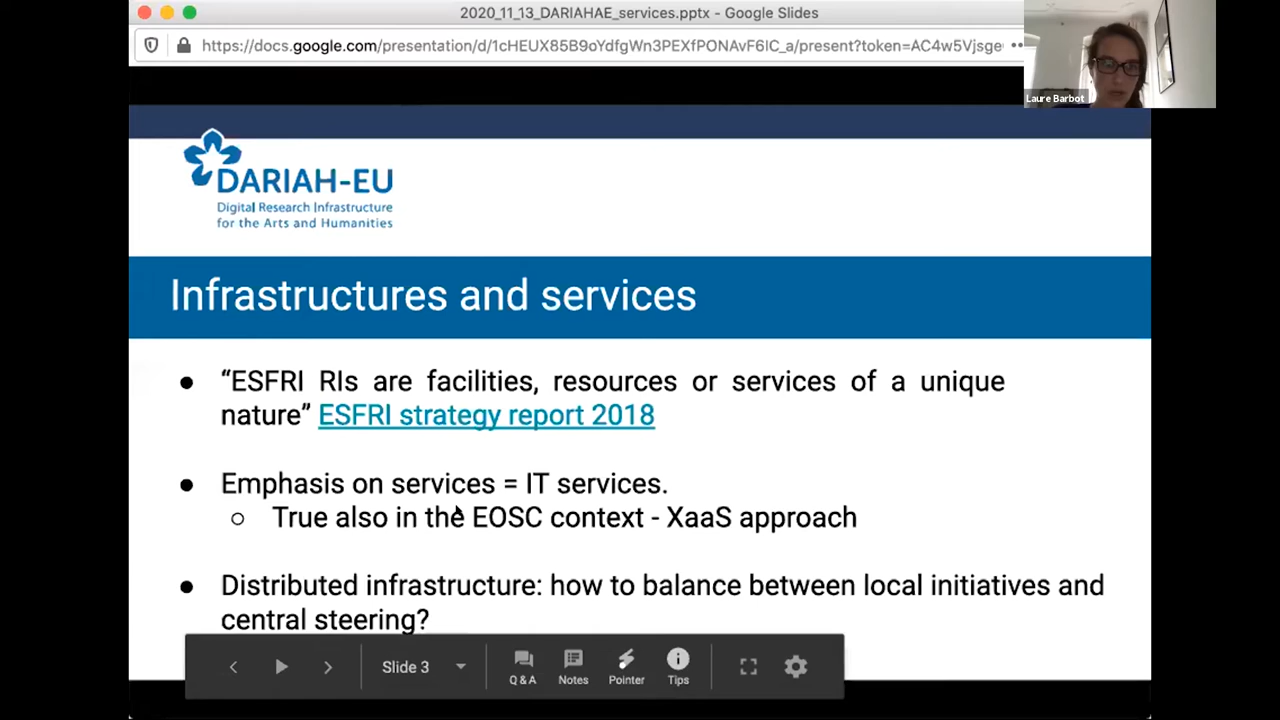 2020_11_13_DARIAHAE_services.pptx - Google Slides
https://docs.google.com/presentation/d/1cHEUX85B9oYdfgWn3PEXfPONAvF6IC_a/present?token=AC4w5Vjsge
Laure Barbot
DARIAH-EU
Digital Research Infrastructure
for the Arts and Humanities
Infrastructures and services
● “ESFRI RIs are facilities, resources or services of a unique
nature” ESFRI strategy report 2018
● Emphasis on services = IT services.
○ True also in the EOSC context - XaaS approach
● Distributed infrastructure: how to balance between local initiatives and
central steering?
Slide 3
Q & A
Notes
Pointer
Tips